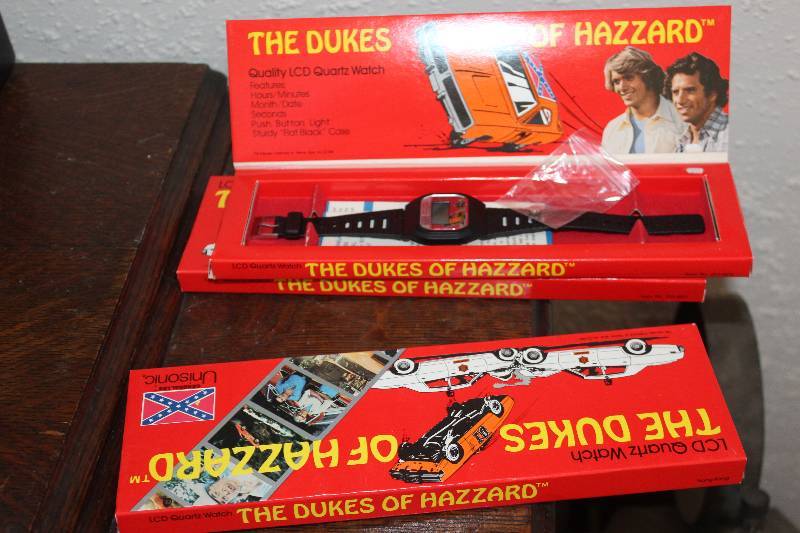 THE DUKES OF HAZZARD™
Quality LCD Quartz Watch
Features:
Hours/Minutes
Month/Date
Seconds
Push Button Light
Sturdy "Flat Black" Case
LCD Quartz Watch THE DUKES OF HAZZARD™
THE DUKES OF HAZZARD™
LCD Quartz Watch
THE DUKES
OF HAZZARD™
Unisonic
LCD Quartz Watch THE DUKES OF HAZZARD™